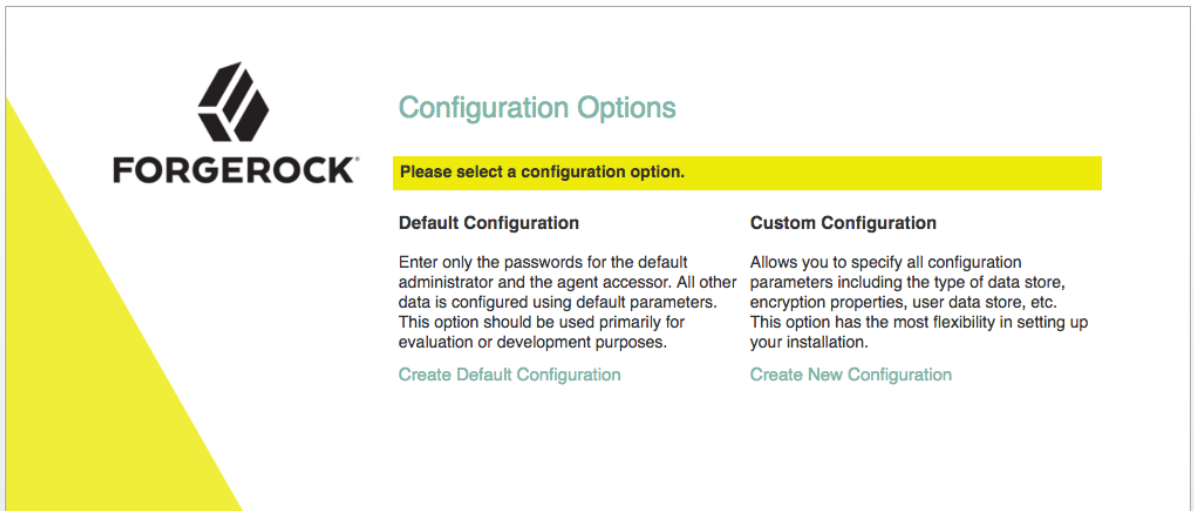 FORGEROCK
Configuration Options
Please select a configuration option.
Default Configuration
Enter only the passwords for the default
administrator and the agent accessor. All other
data is configured using default parameters.
This option should be used primarily for
evaluation or development purposes.
Create Default Configuration
Custom Configuration
Allows you to specify all configuration
parameters including the type of data store,
encryption properties, user data store, etc.
This option has the most flexibility in setting up
your installation.
Create New Configuration